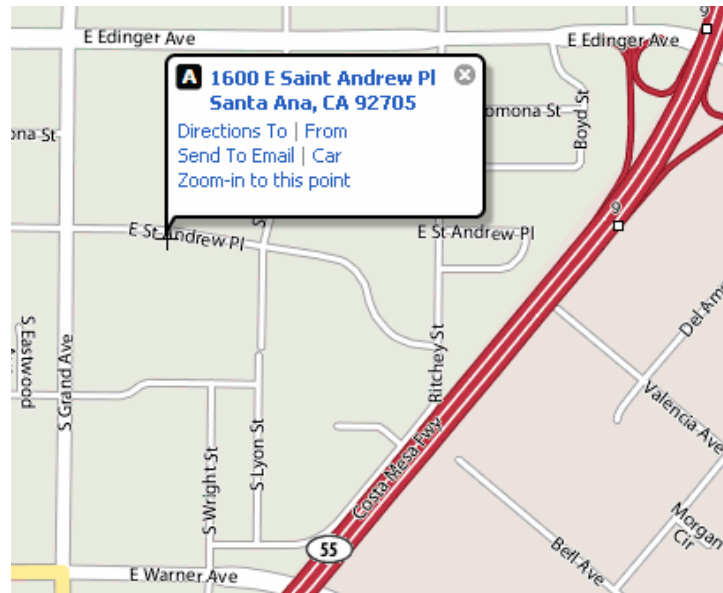 9
E Edinger Ave
E Edinger Ave
A 1600 E Saint Andrew Pl
Santa Ana, CA 92705
Directions To | From
Send To Email | Car
Zoom-in to this point
omona St
Boyd St
ona St
E St Andrew Pl
E St Andrew Pl
9
S Eastwood
S Grand Ave
Ritchey St
Del Amo
Valencia Ave
S Wright St
S Lyon St
Costa Mesa Fwy
55
Morgan
Cir
Bell Ave
E Warner Ave